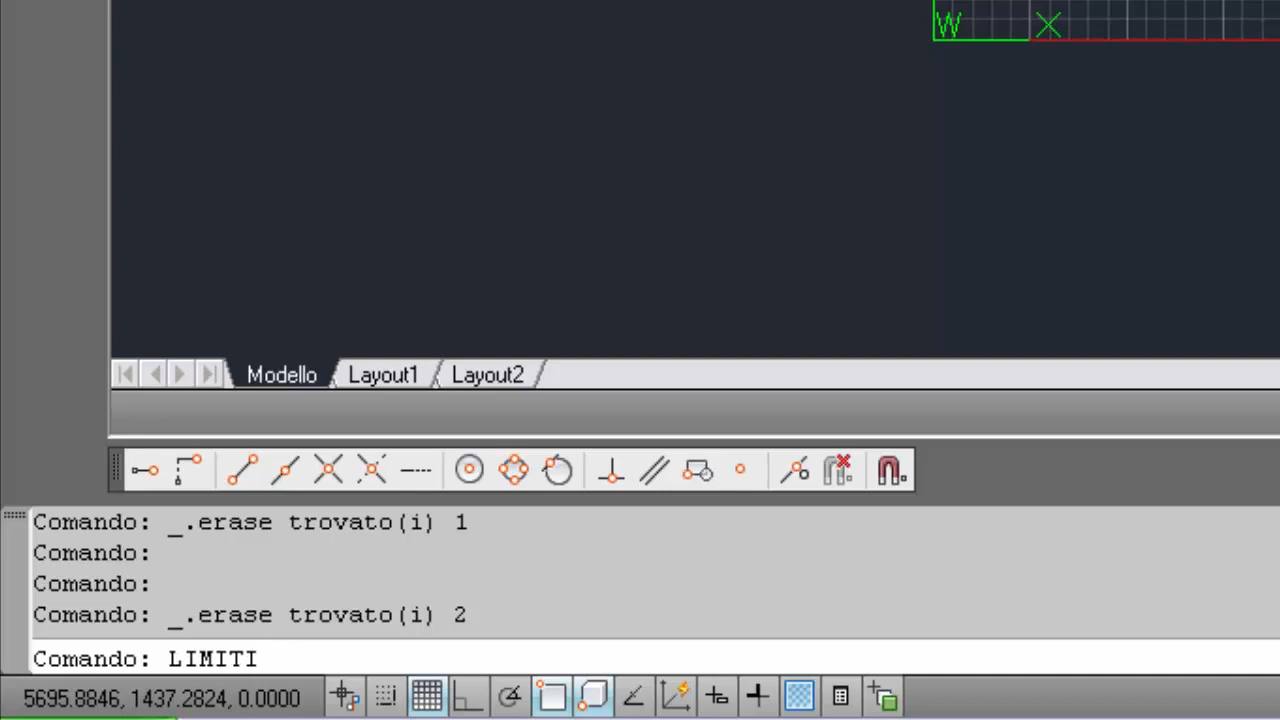 W X
Modello Layout1 Layout2
Comando: _.erase trovato(i) 1
Comando:
Comando:
Comando: _.erase trovato(i) 2
Comando: LIMITI
5695.8846, 1437.2824, 0.0000